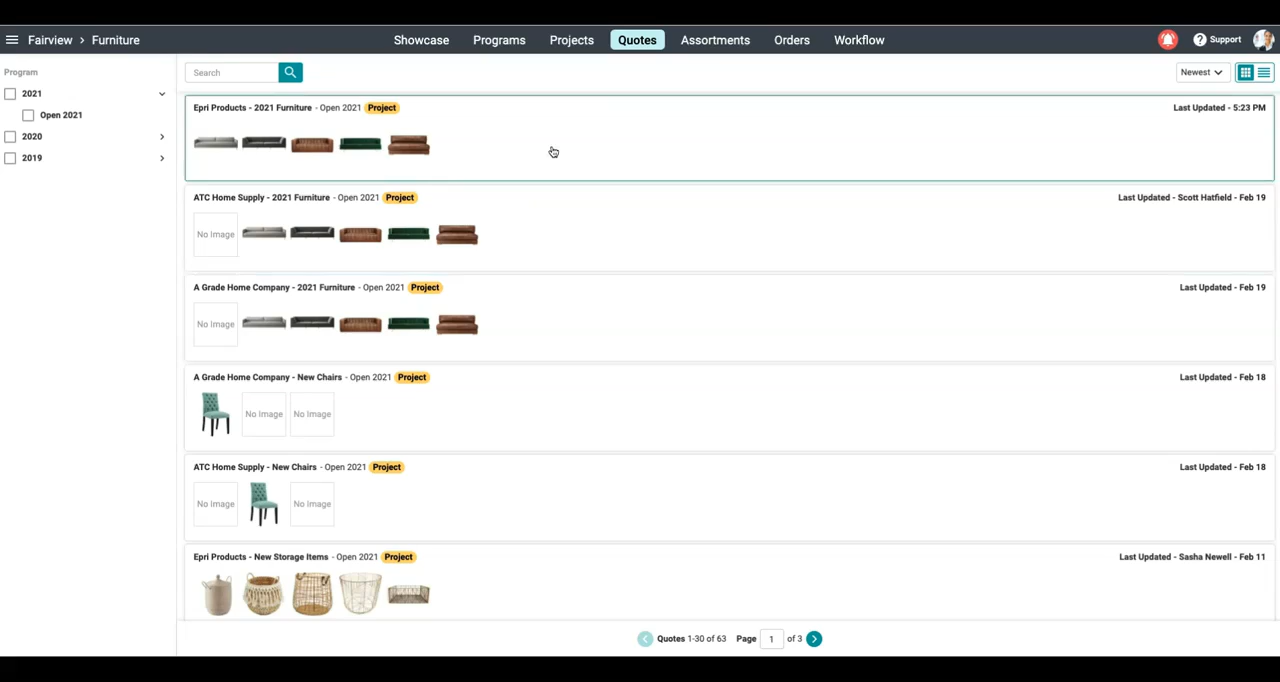 Fairview > Furniture
Showcase Programs Projects Quotes Assortments Orders Workflow
? Support
Program
2021
Open 2021
2020
2019
Search
Newest
Epri Products - 2021 Furniture - Open 2021 Project
Last Updated - 5:23 PM
ATC Home Supply - 2021 Furniture - Open 2021 Project
Last Updated - Scott Hatfield - Feb 19
No Image
A Grade Home Company - 2021 Furniture - Open 2021 Project
Last Updated - Feb 19
No Image
A Grade Home Company - New Chairs - Open 2021 Project
Last Updated - Feb 18
No Image No Image
ATC Home Supply - New Chairs - Open 2021 Project
Last Updated - Feb 18
No Image No Image
Epri Products - New Storage Items - Open 2021 Project
Last Updated - Sasha Newell - Feb 11
Quotes 1-30 of 63 Page 1 of 3